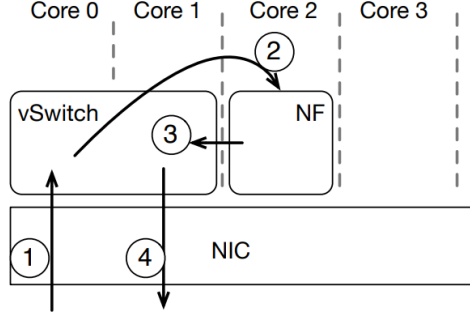 Core 0 Core 1 Core 2 Core 3
2
vSwitch NF
3
1 4 NIC